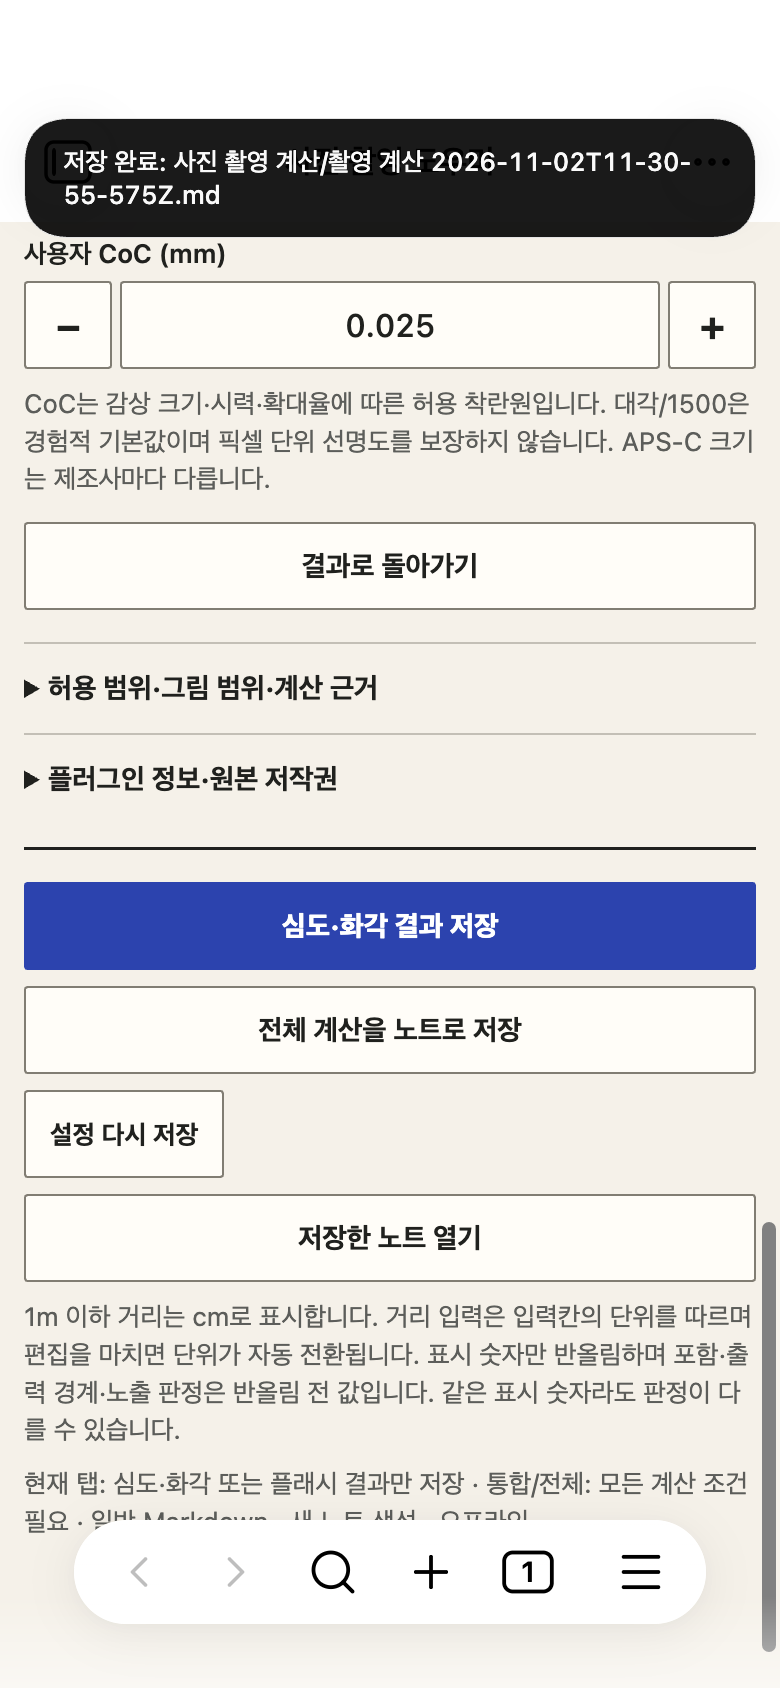 저장 완료: 사진 촬영 계산/촬영 계산 2026-11-02T11-30-
55-575Z.md
사용자 CoC (mm)
− 0.025 +
CoC는 감상 크기·시력·확대율에 따른 허용 착란원입니다. 대각/1500은
경험적 기본값이며 픽셀 단위 선명도를 보장하지 않습니다. APS-C 크기
는 제조사마다 다릅니다.
결과로 돌아가기
▶ 허용 범위·그림 범위·계산 근거
▶ 플러그인 정보·원본 저작권
심도·화각 결과 저장
전체 계산을 노트로 저장
설정 다시 저장
저장한 노트 열기
1m 이하 거리는 cm로 표시합니다. 거리 입력은 입력칸의 단위를 따르며
편집을 마치면 단위가 자동 전환됩니다. 표시 숫자만 반올림하며 포함·출
력 경계·노출 판정은 반올림 전 값입니다. 같은 표시 숫자라도 판정이 다
를 수 있습니다.
현재 탭: 심도·화각 또는 플래시 결과만 저장 · 통합/전체: 모든 계산 조건
필요 · 일반 Markdown · 새 노트 생성 · 오프라인
1